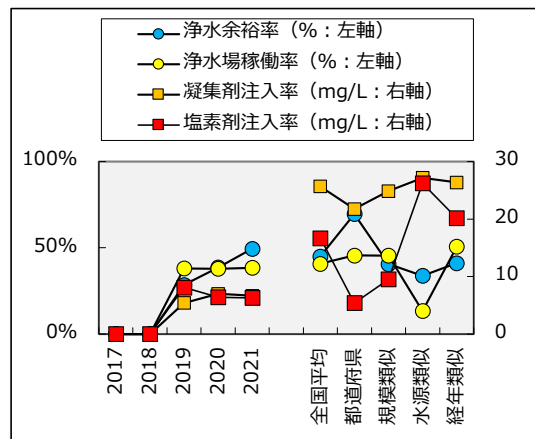 浄水余裕率（%：左軸）
浄水場稼働率（%：左軸）
凝集剤注入率（mg/L：右軸）
塩素剤注入率（mg/L：右軸）
100%
50%
0%
30
20
10
0
2017
2018
2019
2020
2021
全国平均
都道府県
規模類似
水源類似
経年類似